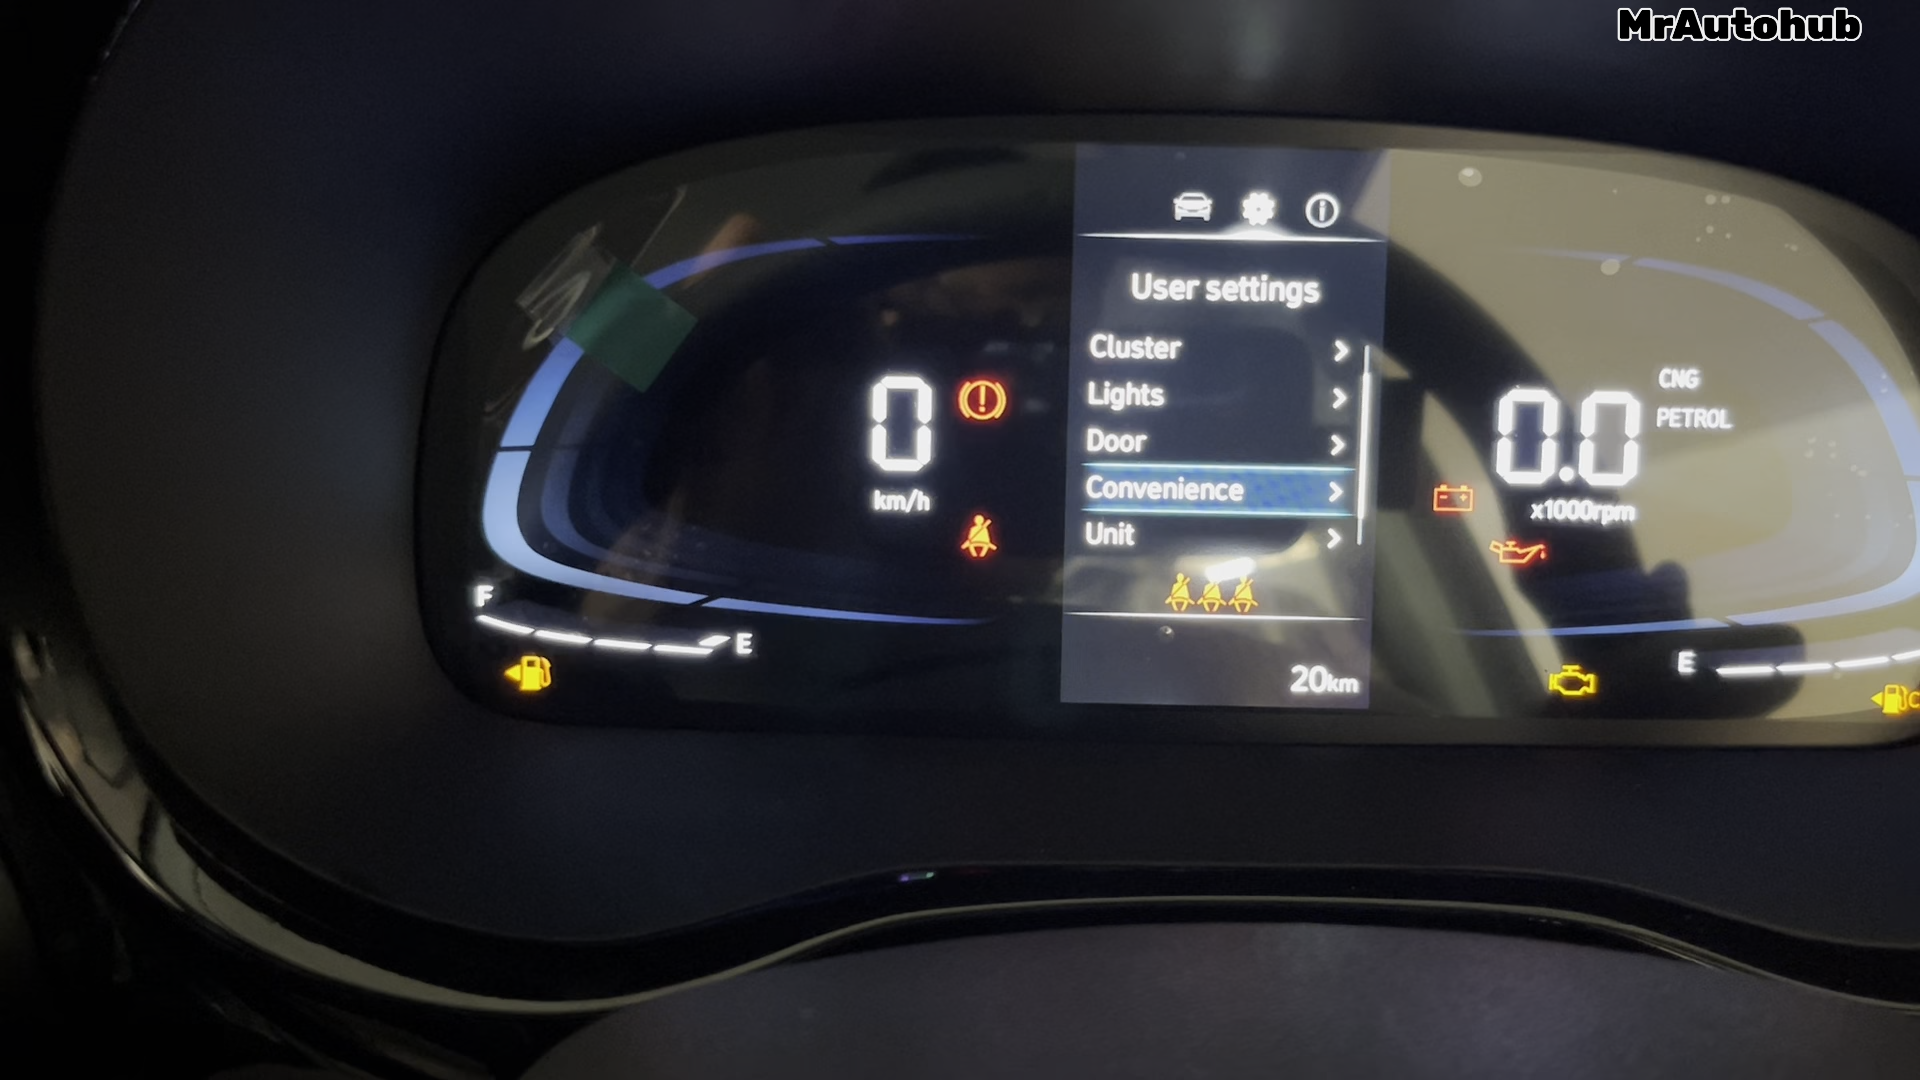 MrAutohub
User settings
Cluster
Lights
Door
Convenience
Unit
20km
0
km/h
F
E
CNG
PETROL
0.0
x1000rpm
E
C